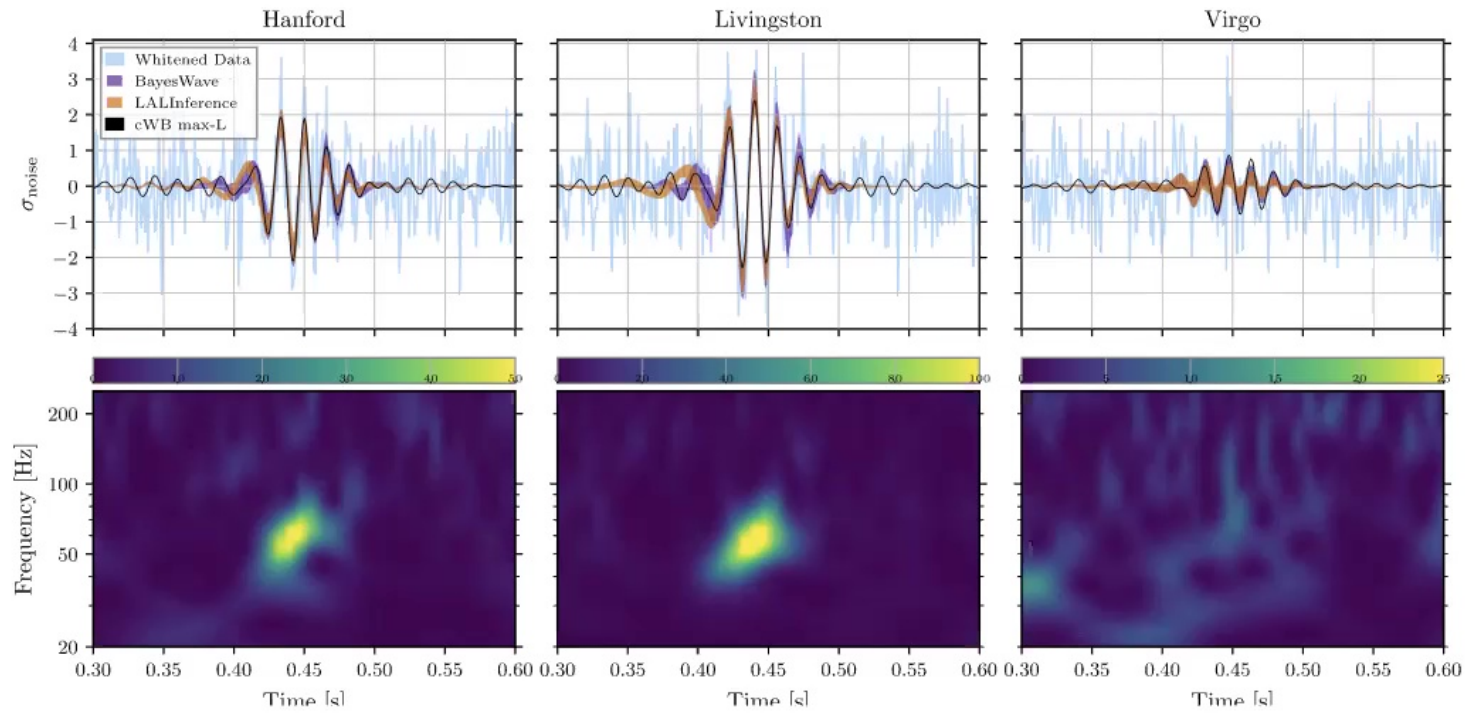 Hanford Livingston Virgo
4
3
2
1
0
−1
−2
−3
−4
σnoise
Whitened Data
BayesWave
LALInference
cWB max-L
0 10 20 30 40 50 0 20 40 60 80 100 0 5 10 15 20 25
200
100
50
20
Frequency [Hz]
0.30 0.35 0.40 0.45 0.50 0.55 0.60 0.30 0.35 0.40 0.45 0.50 0.55 0.60 0.30 0.35 0.40 0.45 0.50 0.55 0.60
Time [s] Time [s] Time [s]